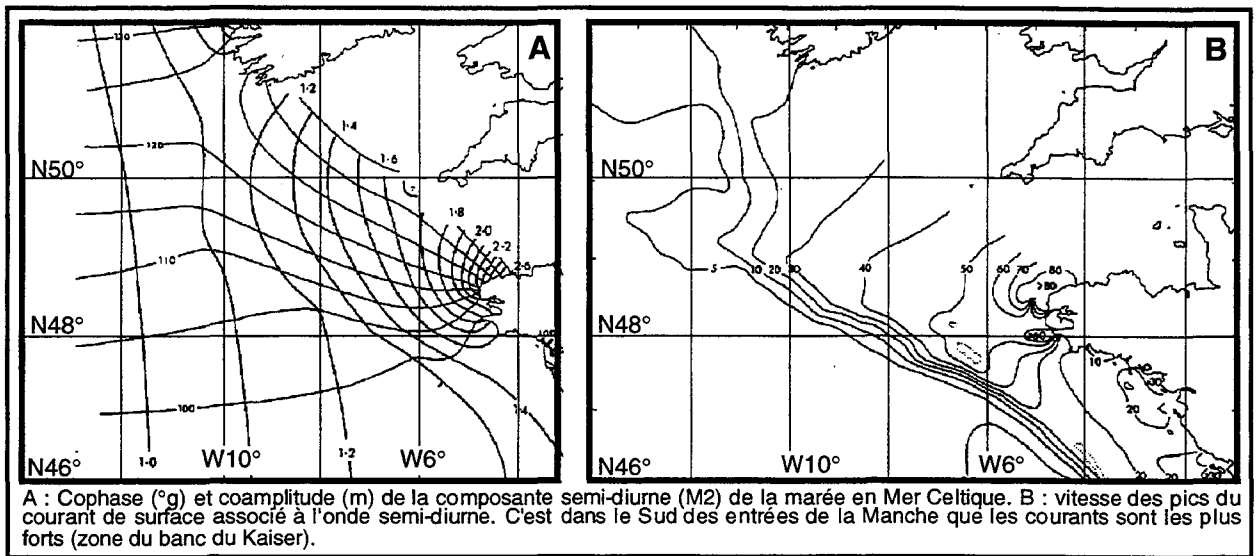 A
B
130
1·2
1·4
1·6
N50°
120
1·8
2·0
2·2
2·6
110
N48°
100
1·4
W10°
W6°
N46°
1·0
1·2
N50°
5
10
20
30
40
50
60
70
80
>80
N48°
10
20
W10°
W6°
N46°
A : Cophase (°g) et coamplitude (m) de la composante semi-diurne (M2) de la marée en Mer Celtique. B : vitesse des pics du
courant de surface associé à l'onde semi-diurne. C'est dans le Sud des entrées de la Manche que les courants sont les plus
forts (zone du banc du Kaiser).